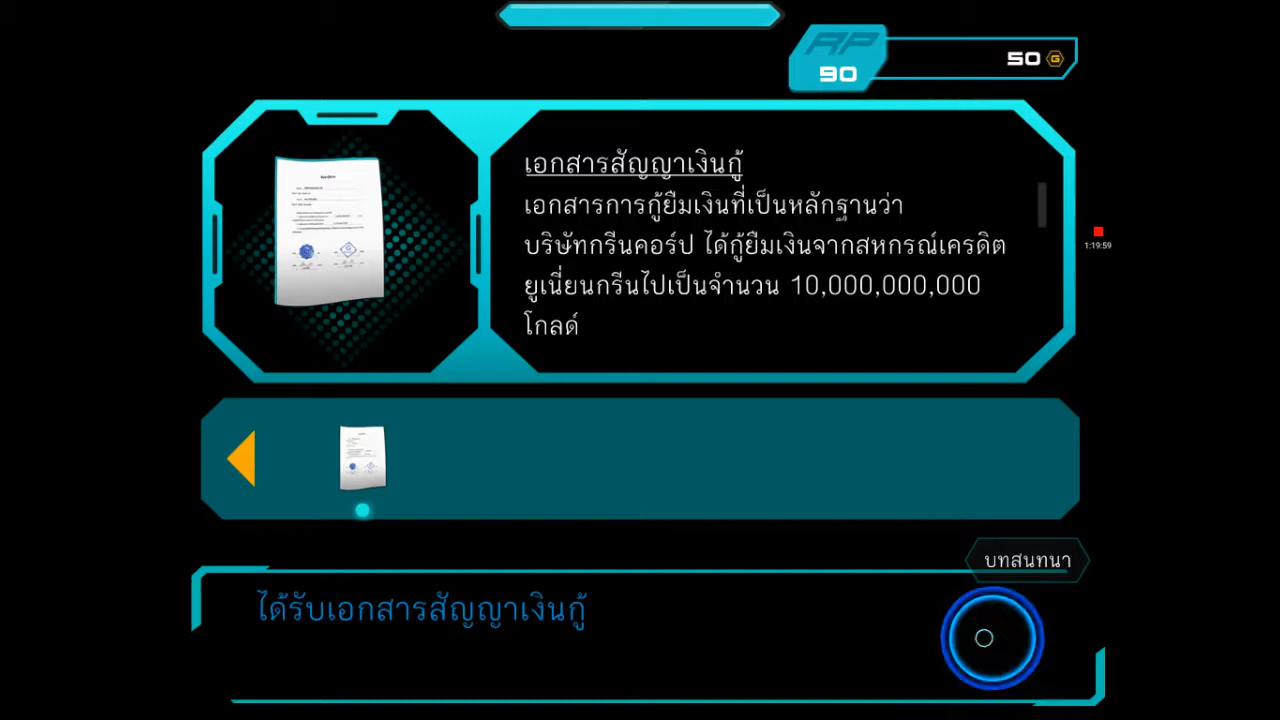 RP
90
50 G
เอกสารสัญญาเงินกู้
เอกสารการกู้ยืมเงินที่เป็นหลักฐานว่า
บริษัทกรีนคอร์ป ได้กู้ยืมเงินจากสหกรณ์เครดิต
ยูเนี่ยนกรีนไปเป็นจำนวน 10,000,000,000
โกลด์
1:19:59
บทสนทนา
ได้รับเอกสารสัญญาเงินกู้